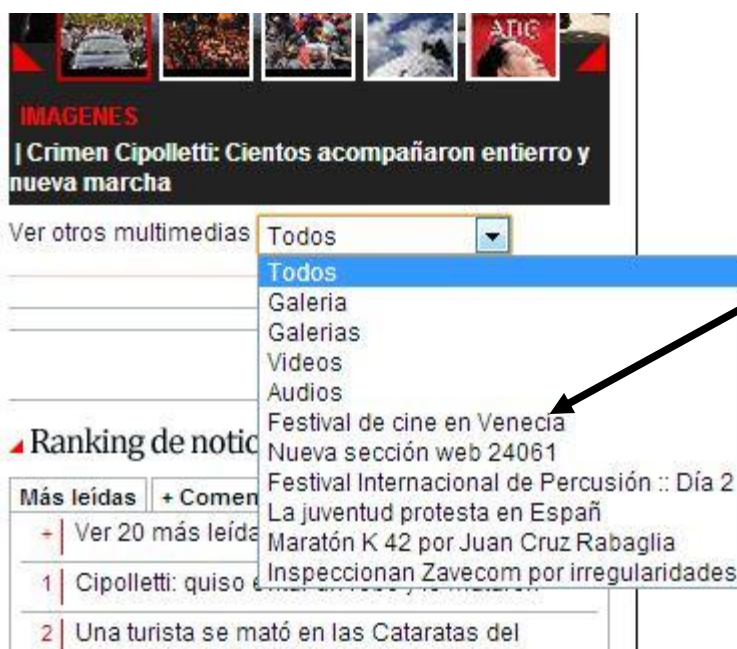 ATIC
IMAGENES
| Crimen Cipolletti: Cientos acompañaron entierro y
nueva marcha
Ver otros multimedias Todos
Todos
Galeria
Galerias
Videos
Audios
Festival de cine en Venecia
Nueva sección web 24061
Festival Internacional de Percusión :: Día 2
La juventud protesta en Españ
Maratón K 42 por Juan Cruz Rabaglia
Inspeccionan Zavecom por irregularidades
Ranking de notic
Más leídas + Comen
+ Ver 20 más leída
1 Cipolletti: quiso
2 Una turista se mató en las Cataratas del